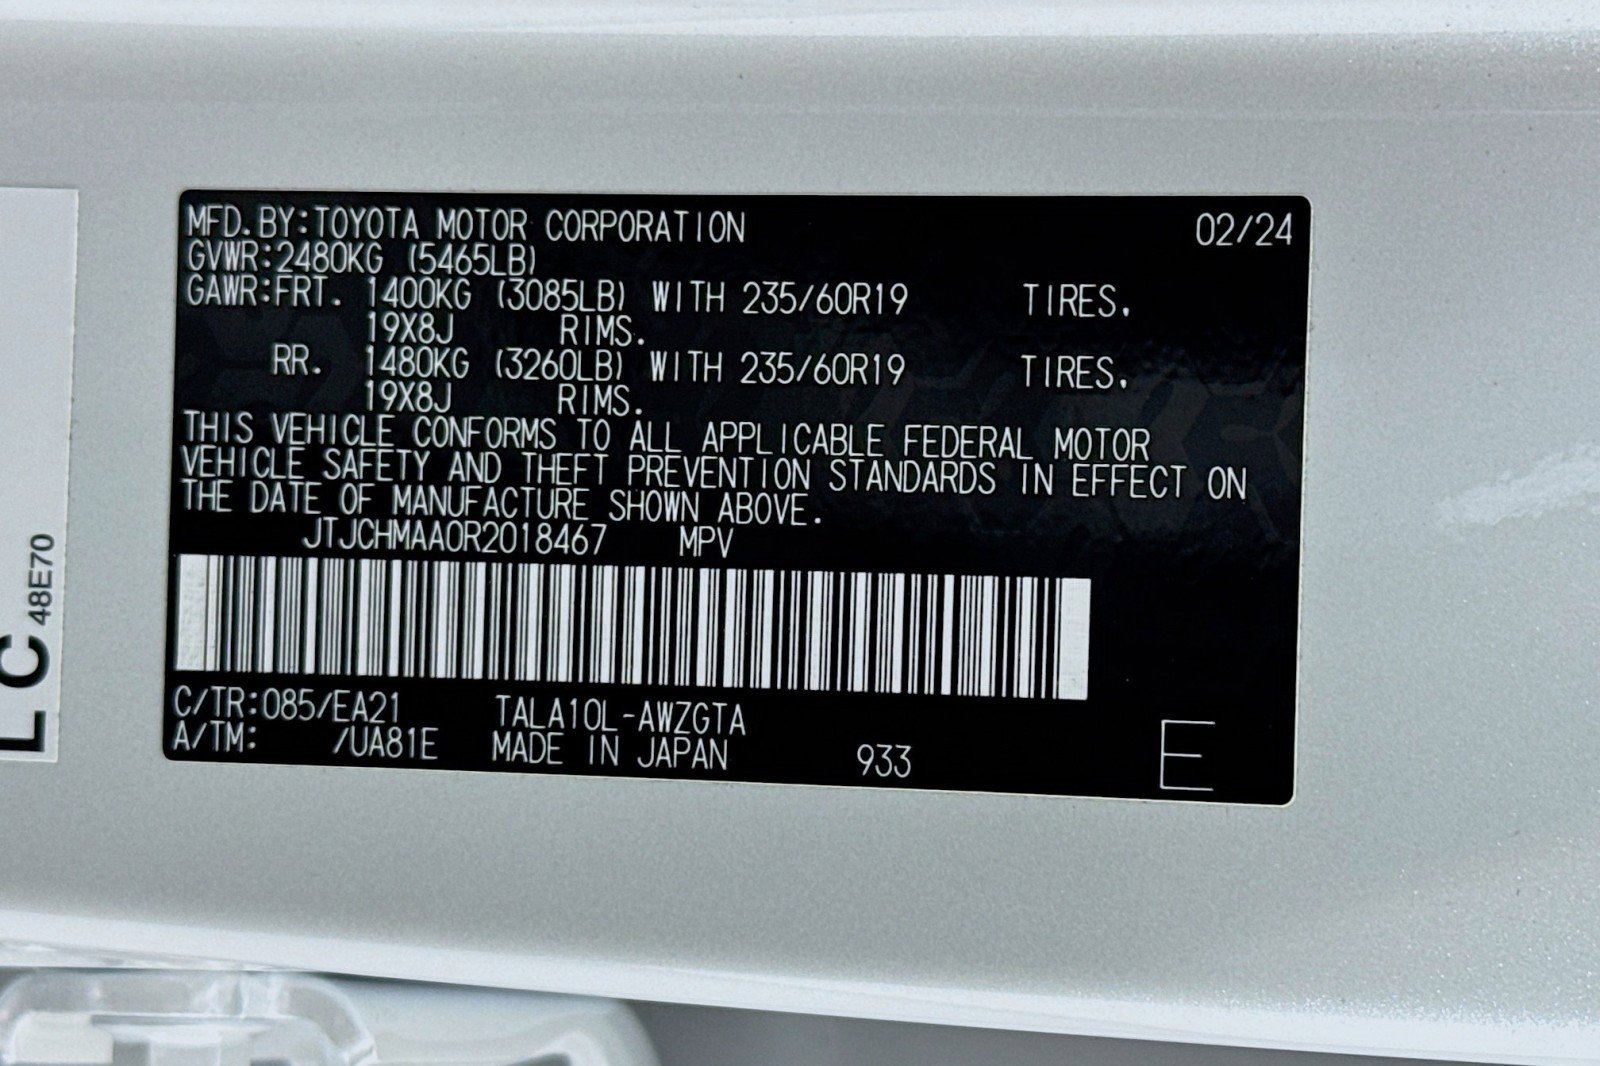 MFD.BY:TOYOTA MOTOR CORPORATION 02/24
GVWR:2480KG (5465LB)
GAWR:FRT. 1400KG (3085LB) WITH 235/60R19 TIRES.
19X8J RIMS.
RR. 1480KG (3260LB) WITH 235/60R19 TIRES.
19X8J RIMS.
THIS VEHICLE CONFORMS TO ALL APPLICABLE FEDERAL MOTOR
VEHICLE SAFETY AND THEFT PREVENTION STANDARDS IN EFFECT ON
THE DATE OF MANUFACTURE SHOWN ABOVE.
JTJCHMAA0R2018467 MPV
C/TR:085/EA21 TALA10L-AWZGTA
A/TM: /UA81E MADE IN JAPAN 933 E
LC 48E70